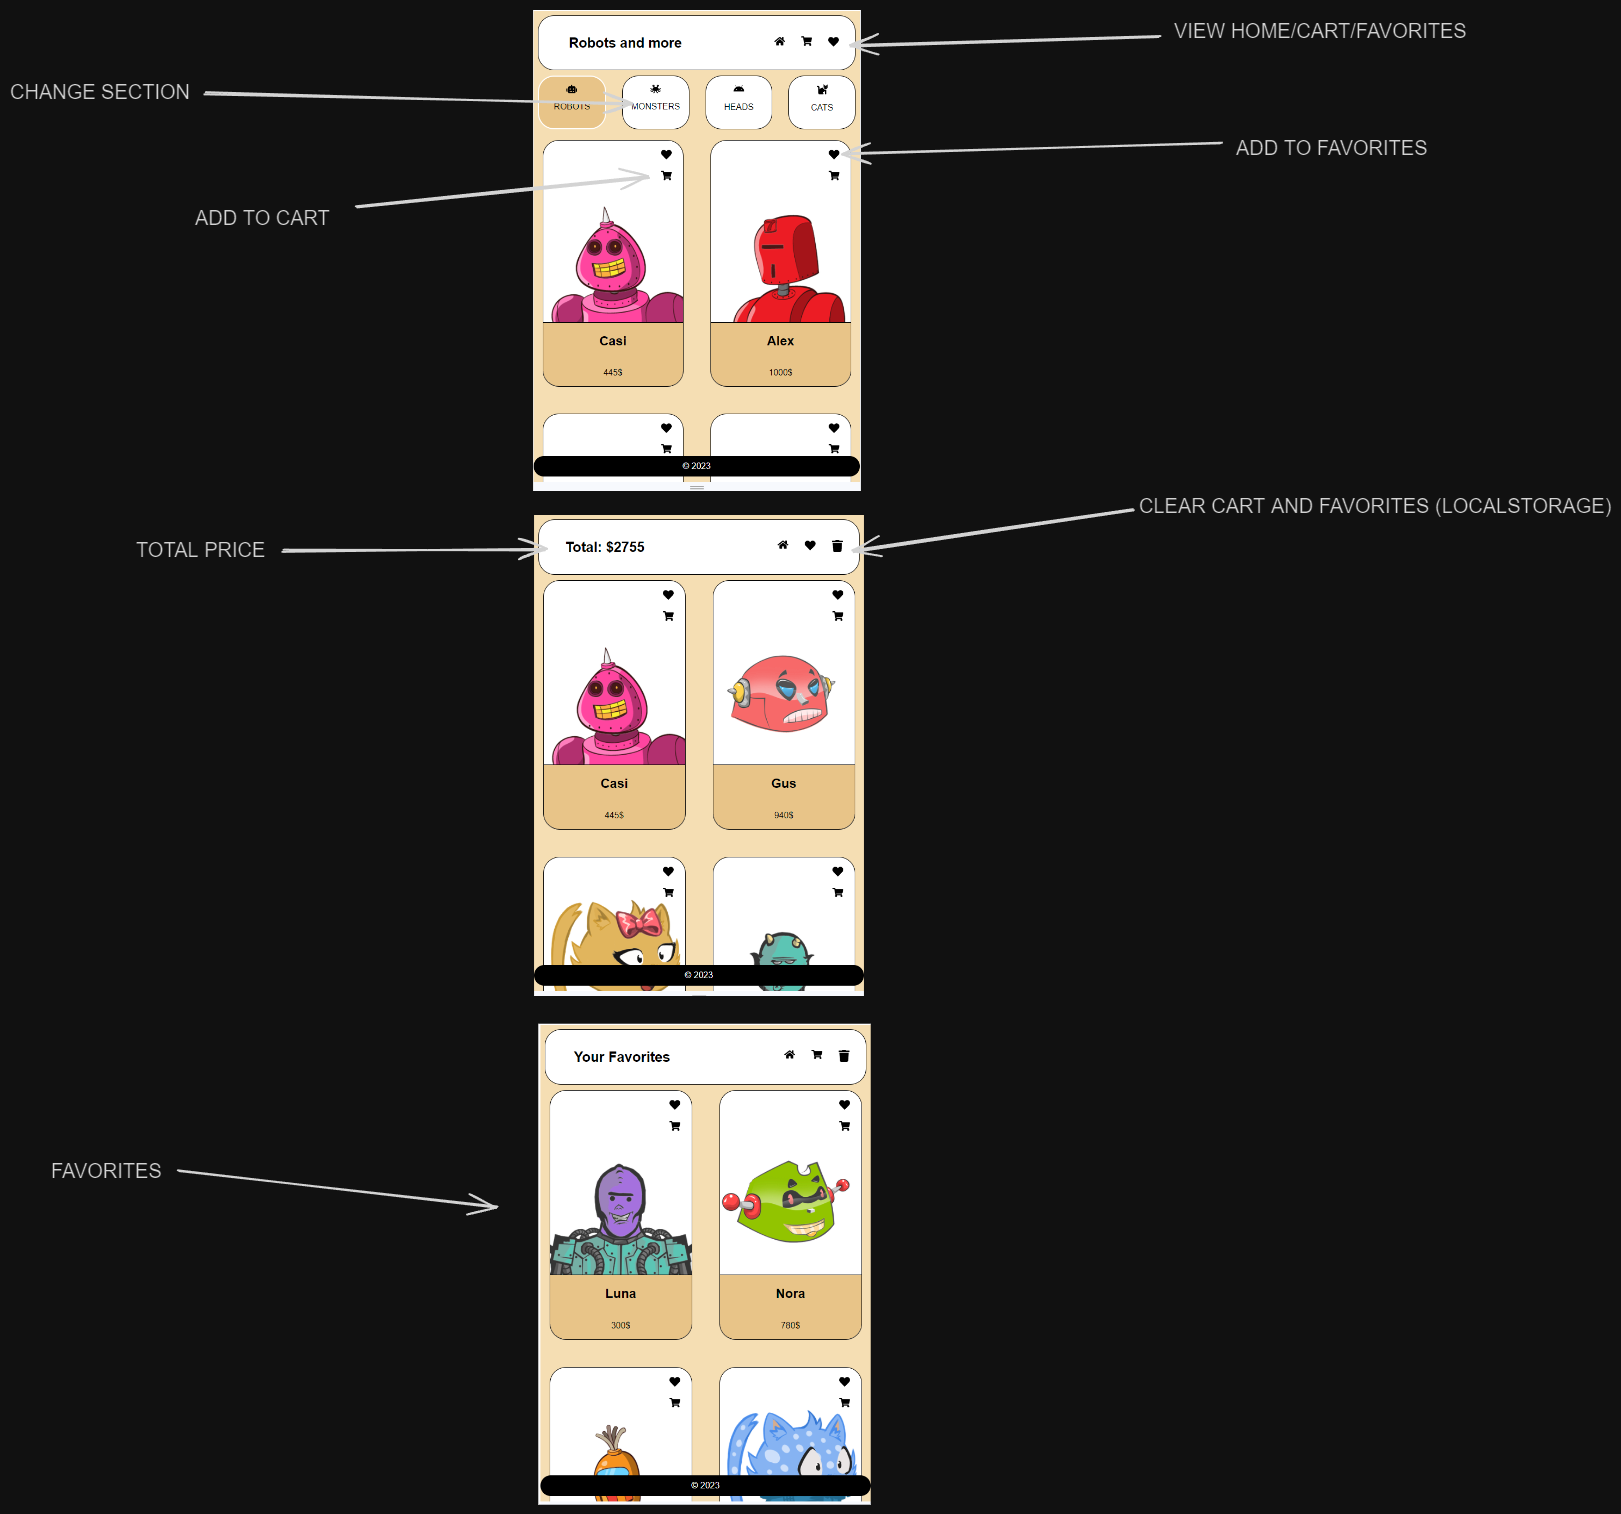 VIEW HOME/CART/FAVORITES
Robots and more
CHANGE SECTION
ROBOTS
MONSTERS
HEADS
CATS
ADD TO FAVORITES
ADD TO CART
Casi
Alex
445$
1000$
© 2023
CLEAR CART AND FAVORITES (LOCALSTORAGE)
TOTAL PRICE
Total: $2755
Casi
Gus
445$
940$
© 2023
Your Favorites
FAVORITES
Luna
Nora
300$
780$
© 2023